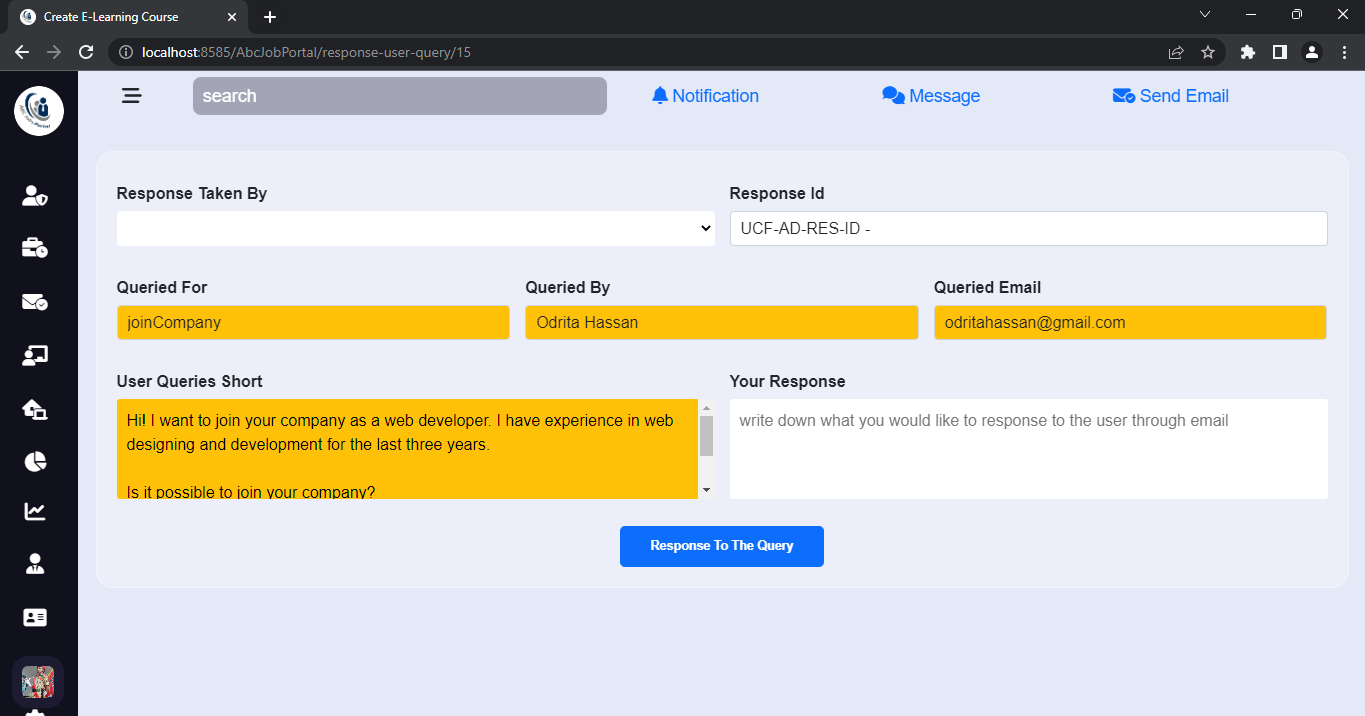 Create E-Learning Course
localhost:8585/AbcJobPortal/response-user-query/15
search
Notification
Message
Send Email
Response Taken By
Response Id
UCF-AD-RES-ID -
Queried For
Queried By
Queried Email
joinCompany
Odrita Hassan
odritahassan@gmail.com
User Queries Short
Your Response
Hi! I want to join your company as a web developer. I have experience in web
designing and development for the last three years.
Is it possible to join your company?
write down what you would like to response to the user through email
Response To The Query